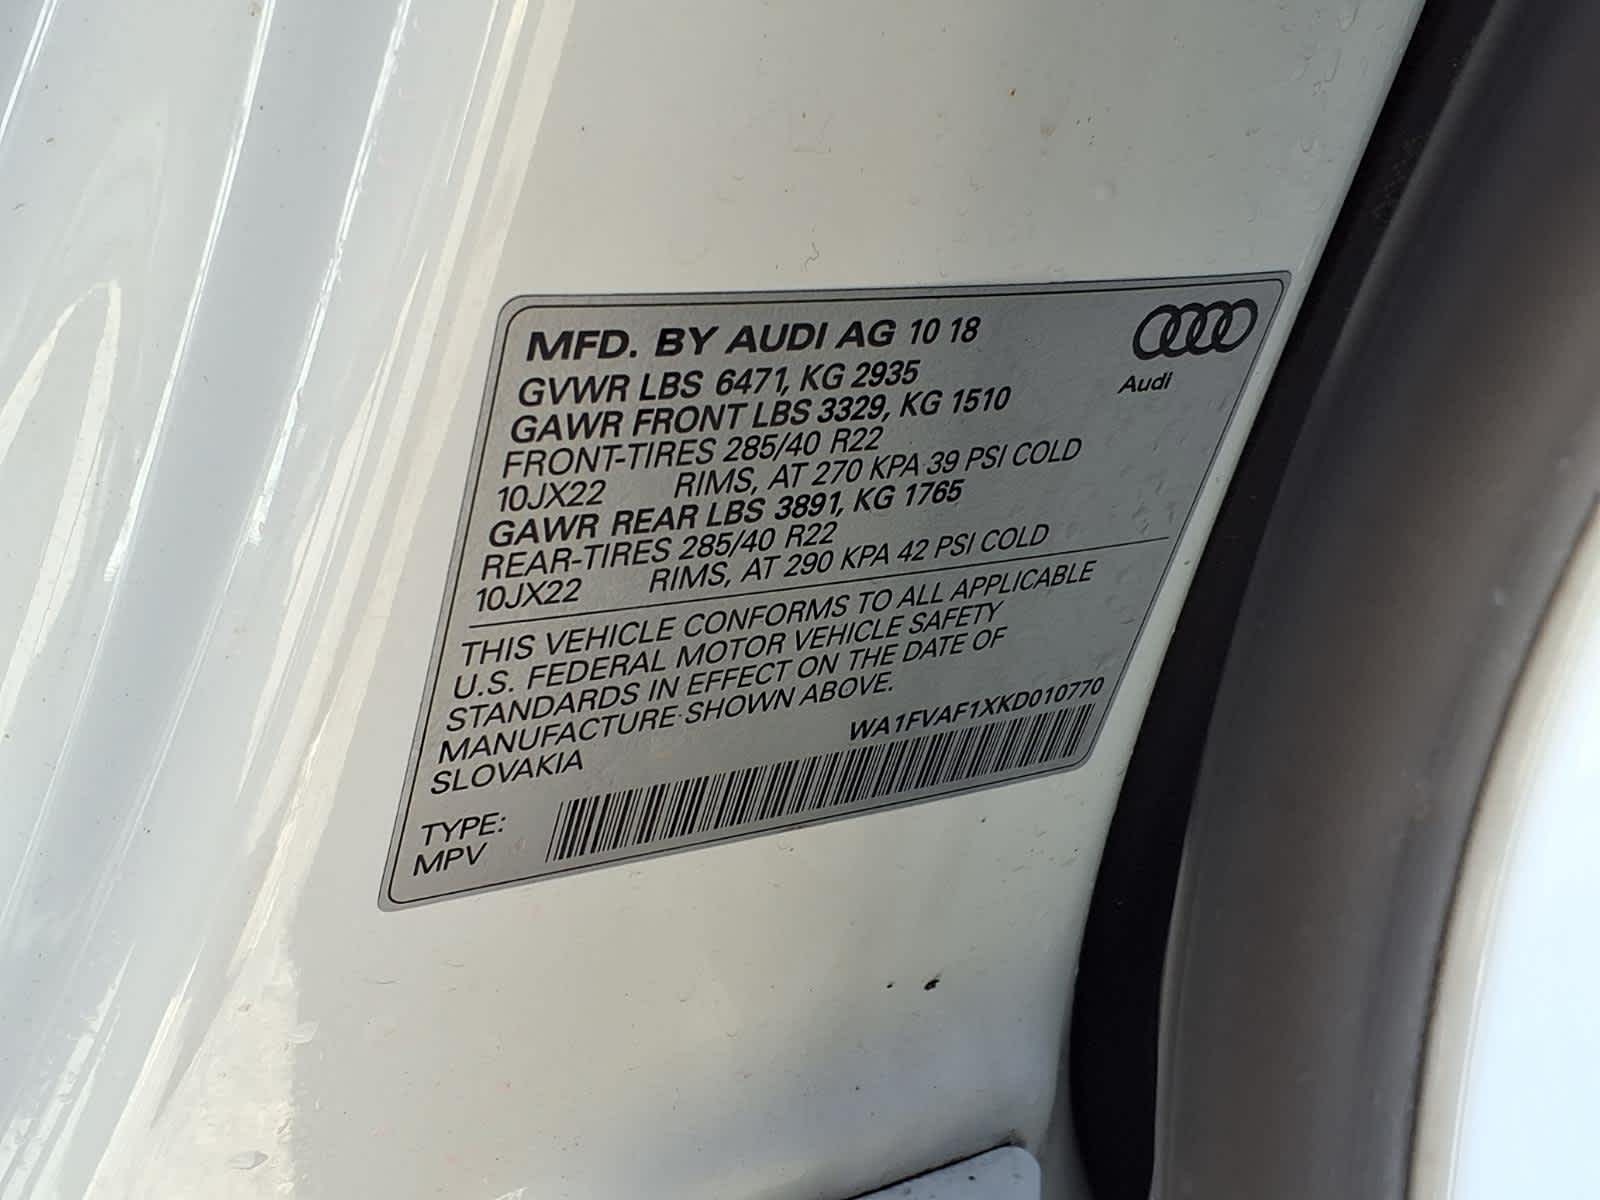 MFD. BY AUDI AG 10 18
Audi
GVWR LBS 6471, KG 2935
GAWR FRONT LBS 3329, KG 1510
FRONT-TIRES 285/40 R22
10JX22 RIMS, AT 270 KPA 39 PSI COLD
GAWR REAR LBS 3891, KG 1765
REAR-TIRES 285/40 R22
10JX22 RIMS, AT 290 KPA 42 PSI COLD
THIS VEHICLE CONFORMS TO ALL APPLICABLE
U.S. FEDERAL MOTOR VEHICLE SAFETY
STANDARDS IN EFFECT ON THE DATE OF
MANUFACTURE SHOWN ABOVE.
SLOVAKIA
WA1FVAF1XKD010770
TYPE:
MPV